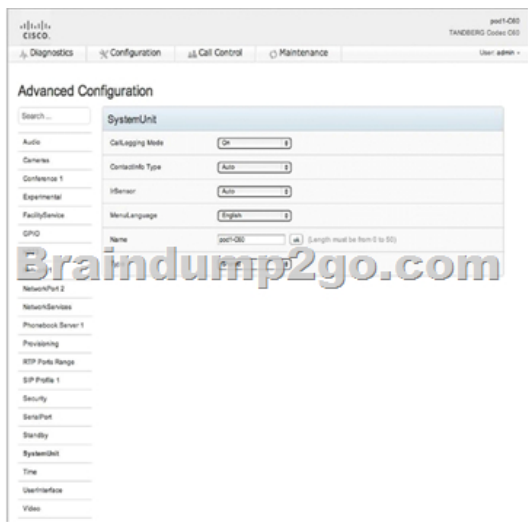 CISCO.
pod1-C60
TANDBERG Codec C60
Diagnostics
Configuration
Call Control
Maintenance
User: admin
Advanced Configuration
Search ...
SystemUnit
Audio
Cameras
Conference 1
Experimental
FacilityService
GPIO
NetworkPort 2
NetworkServices
Phonebook Server 1
Provisioning
RTP Ports Range
SIP Profile 1
Security
SerialPort
Standby
SystemUnit
Time
UserInterface
Video
CallLogging Mode
On
ContactInfo Type
Auto
IrSensor
Auto
MenuLanguage
English
Name
pod1-C60
ok
(Length must be from 0 to 50)
Braindump2go.com